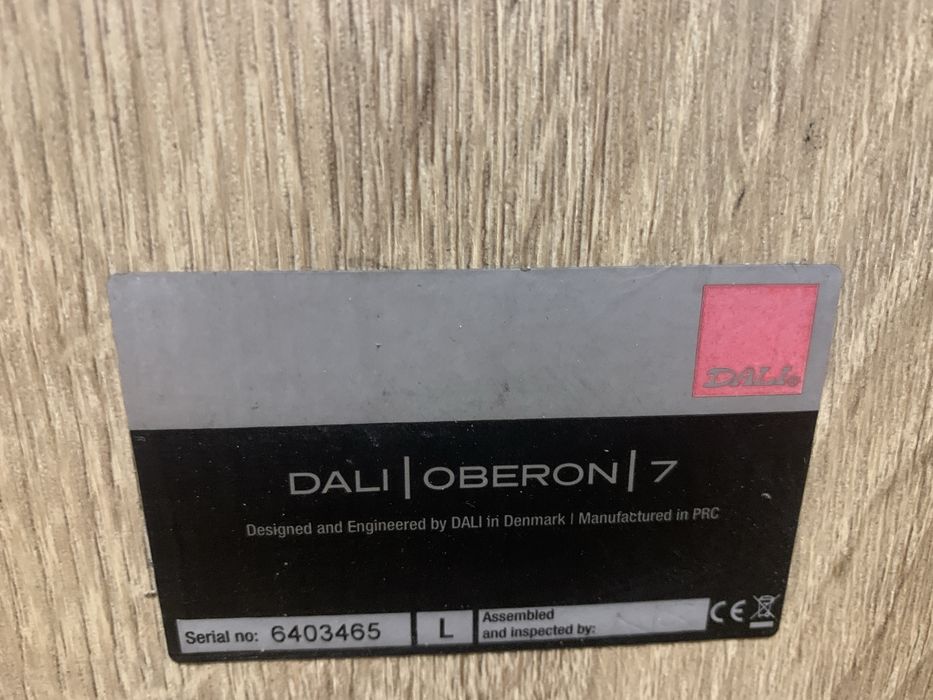 DALI®
DALI | OBERON | 7
Designed and Engineered by DALI in Denmark | Manufactured in PRC
Serial no: 6403465
L
Assembled
and inspected by:
CE